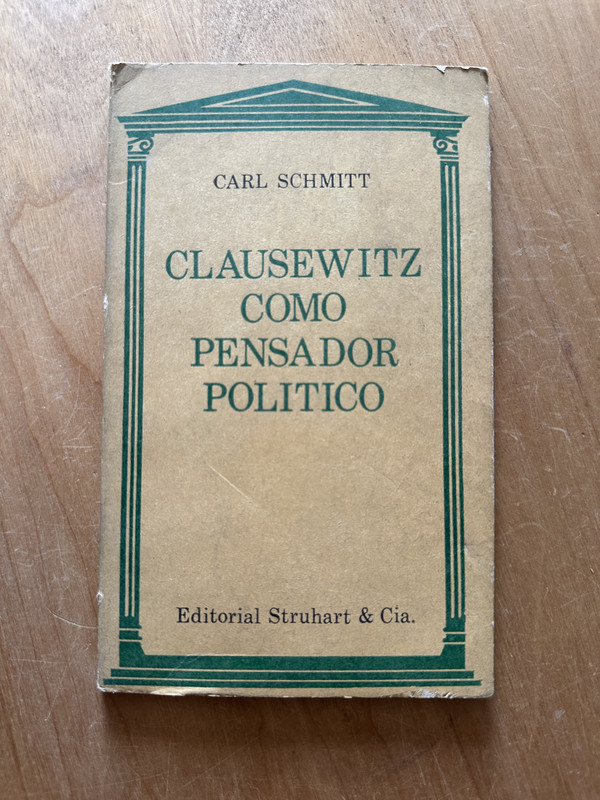 CARL SCHMITT
CLAUSEWITZ
COMO
PENSADOR
POLITICO
Editorial Struhart & Cia.